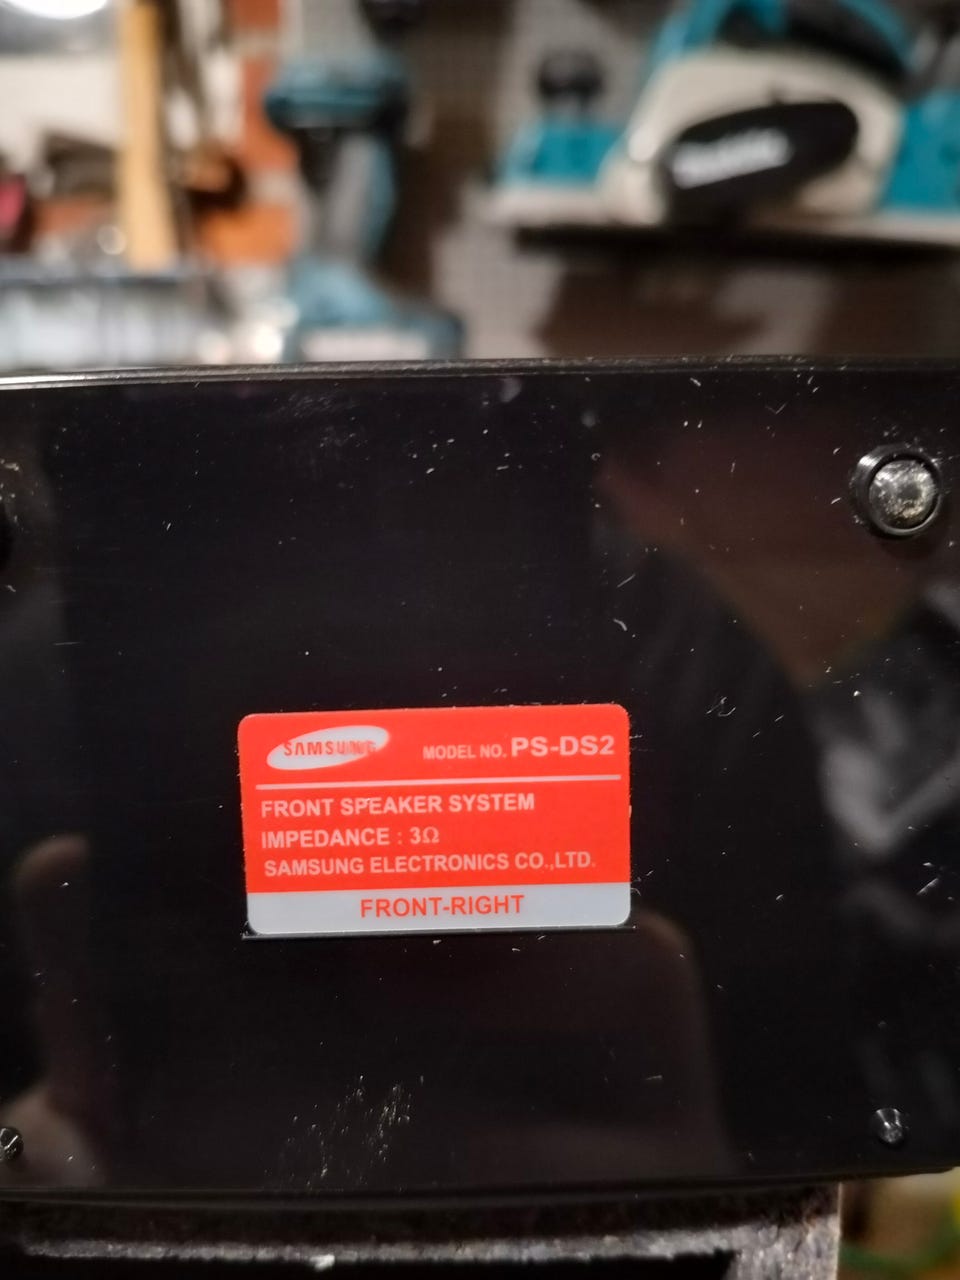 SAMSUNG
MODEL NO. PS-DS2
FRONT SPEAKER SYSTEM
IMPEDANCE : 3Ω
SAMSUNG ELECTRONICS CO.,LTD.
FRONT-RIGHT